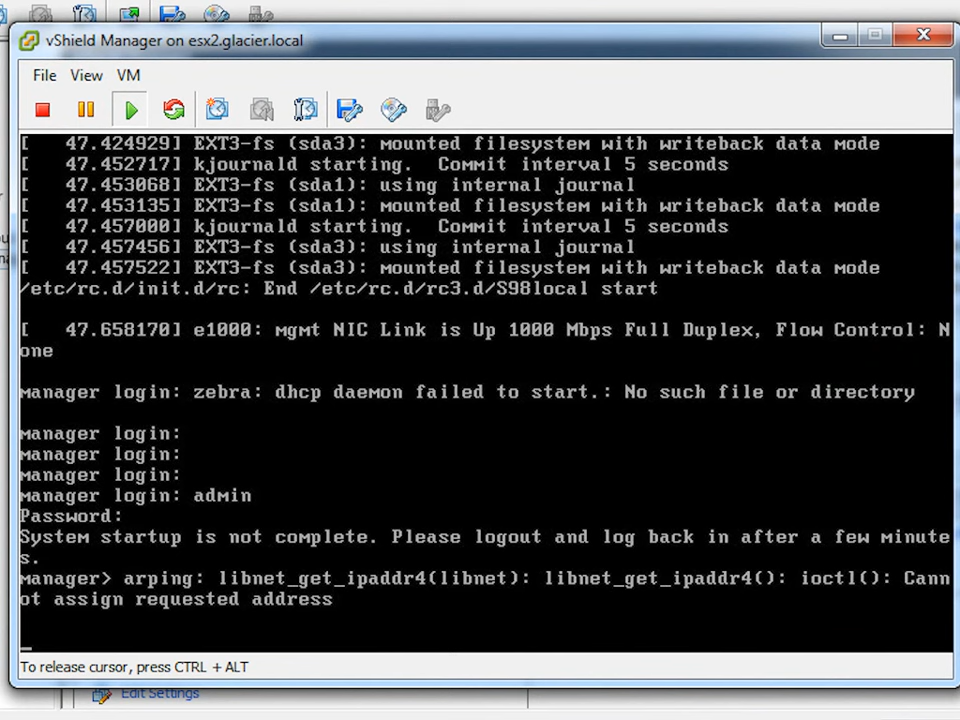 vShield Manager on esx2.glacier.local
File View VM
[    47.424929] EXT3-fs (sda3): mounted filesystem with writeback data mode
[    47.452717] kjournald starting.  Commit interval 5 seconds
[    47.453068] EXT3-fs (sda1): using internal journal
[    47.453135] EXT3-fs (sda1): mounted filesystem with writeback data mode
[    47.457000] kjournald starting.  Commit interval 5 seconds
[    47.457456] EXT3-fs (sda3): using internal journal
[    47.457522] EXT3-fs (sda3): mounted filesystem with writeback data mode
/etc/rc.d/init.d/rc: End /etc/rc.d/rc3.d/S98local start
[    47.658170] e1000: mgmt NIC Link is Up 1000 Mbps Full Duplex, Flow Control: N
one
manager login: zebra: dhcp daemon failed to start.: No such file or directory
manager login:
manager login:
manager login:
manager login: admin
Password:
System startup is not complete. Please logout and log back in after a few minute
s.
manager> arping: libnet_get_ipaddr4(libnet): libnet_get_ipaddr4(): ioctl(): Cann
ot assign requested address
To release cursor, press CTRL + ALT
Edit Settings